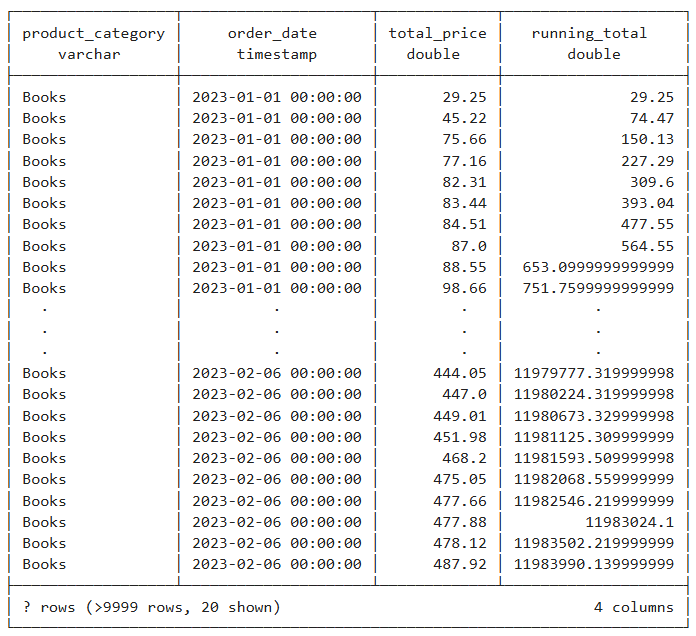 product_category order_date total_price running_total
varchar timestamp double double
Books 2023-01-01 00:00:00 29.25 29.25
Books 2023-01-01 00:00:00 45.22 74.47
Books 2023-01-01 00:00:00 75.66 150.13
Books 2023-01-01 00:00:00 77.16 227.29
Books 2023-01-01 00:00:00 82.31 309.6
Books 2023-01-01 00:00:00 83.44 393.04
Books 2023-01-01 00:00:00 84.51 477.55
Books 2023-01-01 00:00:00 87.0 564.55
Books 2023-01-01 00:00:00 88.55 653.0999999999999
Books 2023-01-01 00:00:00 98.66 751.7599999999999
. . . .
. . . .
. . . .
Books 2023-02-06 00:00:00 444.05 11979777.319999998
Books 2023-02-06 00:00:00 447.0 11980224.319999998
Books 2023-02-06 00:00:00 449.01 11980673.329999998
Books 2023-02-06 00:00:00 451.98 11981125.309999999
Books 2023-02-06 00:00:00 468.2 11981593.509999998
Books 2023-02-06 00:00:00 475.05 11982068.559999999
Books 2023-02-06 00:00:00 477.66 11982546.219999999
Books 2023-02-06 00:00:00 477.88 11983024.1
Books 2023-02-06 00:00:00 478.12 11983502.219999999
Books 2023-02-06 00:00:00 487.92 11983990.139999999
? rows (>9999 rows, 20 shown) 4 columns